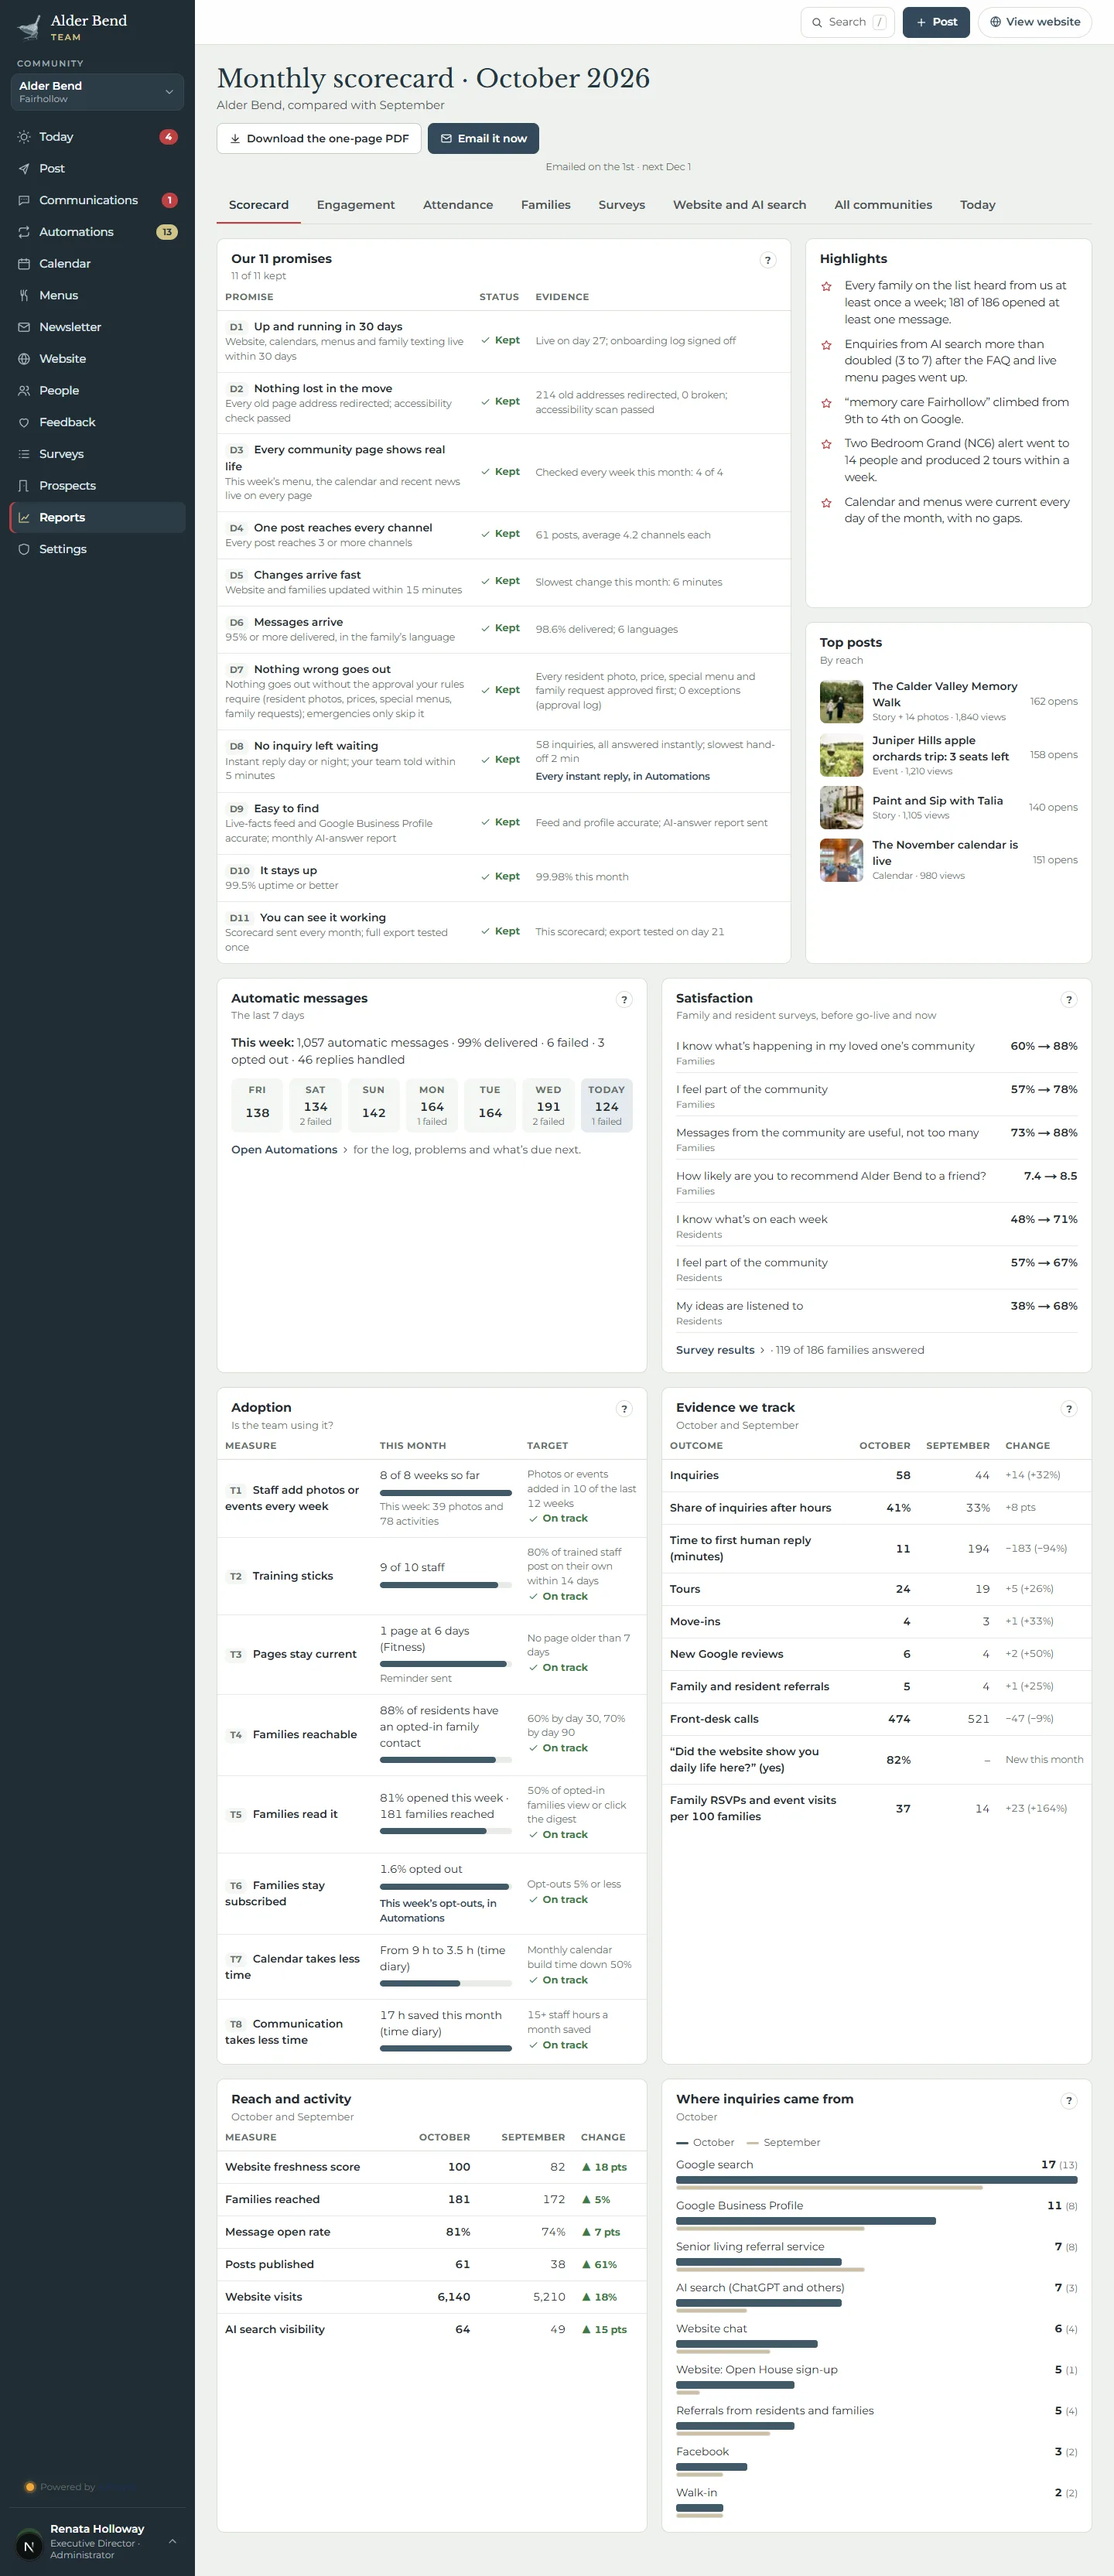 Alder Bend
TEAM
COMMUNITY
Alder Bend
Fairhollow
Today 4
Post
Communications 1
Automations 13
Calendar
Menus
Newsletter
Website
People
Feedback
Surveys
Prospects
Reports
Settings
Powered by
N
Renata Holloway
Executive Director ·
Administrator
Search /
+ Post
View website
Monthly scorecard · October 2026
Alder Bend, compared with September
Download the one-page PDF
Email it now
Emailed on the 1st · next Dec 1
Scorecard Engagement Attendance Families Surveys Website and AI search All communities Today
Our 11 promises ?
11 of 11 kept
PROMISE STATUS EVIDENCE
D1 Up and running in 30 days
Website, calendars, menus and family texting live
within 30 days
Kept
Live on day 27; onboarding log signed off
D2 Nothing lost in the move
Every old page address redirected; accessibility
check passed
Kept
214 old addresses redirected, 0 broken;
accessibility scan passed
D3 Every community page shows real
life
This week's menu, the calendar and recent news
live on every page
Kept
Checked every week this month: 4 of 4
D4 One post reaches every channel
Every post reaches 3 or more channels
Kept
61 posts, average 4.2 channels each
D5 Changes arrive fast
Website and families updated within 15 minutes
Kept
Slowest change this month: 6 minutes
D6 Messages arrive
95% or more delivered, in the family's language
Kept
98.6% delivered; 6 languages
D7 Nothing wrong goes out
Nothing goes out without the approval your rules
require (resident photos, prices, special menus,
family requests); emergencies only skip it
Kept
Every resident photo, price, special menu and
family request approved first; 0 exceptions
(approval log)
D8 No inquiry left waiting
Instant reply day or night; your team told within
5 minutes
Kept
58 inquiries, all answered instantly; slowest hand-
off 2 min
Every instant reply, in Automations
D9 Easy to find
Live-facts feed and Google Business Profile
accurate; monthly AI-answer report
Kept
Feed and profile accurate; AI-answer report sent
D10 It stays up
99.5% uptime or better
Kept
99.98% this month
D11 You can see it working
Scorecard sent every month; full export tested
once
Kept
This scorecard; export tested on day 21
Highlights
Every family on the list heard from us at
least once a week; 181 of 186 opened at
least one message.
Enquiries from AI search more than
doubled (3 to 7) after the FAQ and live
menu pages went up.
“memory care Fairhollow” climbed from
9th to 4th on Google.
Two Bedroom Grand (NC6) alert went to
14 people and produced 2 tours within a
week.
Calendar and menus were current every
day of the month, with no gaps.
Top posts
By reach
The Calder Valley Memory
Walk
Story + 14 photos · 1,840 views
162 opens
Juniper Hills apple
orchards trip: 3 seats left
Event · 1,210 views
158 opens
Paint and Sip with Talia
Story · 1,105 views
140 opens
The November calendar is
live
Calendar · 980 views
151 opens
Automatic messages ?
The last 7 days
This week: 1,057 automatic messages · 99% delivered · 6 failed · 3
opted out · 46 replies handled
FRI SAT SUN MON TUE WED TODAY
138 134 142 164 164 191 124
2 failed 1 failed 2 failed 1 failed
Open Automations › for the log, problems and what's due next.
Satisfaction ?
Family and resident surveys, before go-live and now
I know what's happening in my loved one's community 60% → 88%
Families
I feel part of the community 57% → 78%
Families
Messages from the community are useful, not too many 73% → 88%
Families
How likely are you to recommend Alder Bend to a friend? 7.4 → 8.5
Families
I know what's on each week 48% → 71%
Residents
I feel part of the community 57% → 67%
Residents
My ideas are listened to 38% → 68%
Residents
Survey results › · 119 of 186 families answered
Adoption ?
Is the team using it?
MEASURE THIS MONTH TARGET
T1 Staff add photos or
events every week
8 of 8 weeks so far
This week: 39 photos and
78 activities
Photos or events
added in 10 of the last
12 weeks
On track
T2 Training sticks
9 of 10 staff
80% of trained staff
post on their own
within 14 days
On track
T3 Pages stay current
1 page at 6 days
(Fitness)
Reminder sent
No page older than 7
days
On track
T4 Families reachable
88% of residents have
an opted-in family
contact
60% by day 30, 70%
by day 90
On track
T5 Families read it
81% opened this week ·
181 families reached
50% of opted-in
families view or click
the digest
On track
T6 Families stay
subscribed
1.6% opted out
This week's opt-outs, in
Automations
Opt-outs 5% or less
On track
T7 Calendar takes less
time
From 9 h to 3.5 h (time
diary)
Monthly calendar
build time down 50%
On track
T8 Communication
takes less time
17 h saved this month
(time diary)
15+ staff hours a
month saved
On track
Evidence we track ?
October and September
OUTCOME OCTOBER SEPTEMBER CHANGE
Inquiries 58 44 +14 (+32%)
Share of inquiries after hours 41% 33% +8 pts
Time to first human reply
(minutes) 11 194 −183 (−94%)
Tours 24 19 +5 (+26%)
Move-ins 4 3 +1 (+33%)
New Google reviews 6 4 +2 (+50%)
Family and resident referrals 5 4 +1 (+25%)
Front-desk calls 474 521 −47 (−9%)
“Did the website show you
daily life here?” (yes) 82% – New this month
Family RSVPs and event visits
per 100 families 37 14 +23 (+164%)
Reach and activity
October and September
MEASURE OCTOBER SEPTEMBER CHANGE
Website freshness score 100 82 ▲ 18 pts
Families reached 181 172 ▲ 5%
Message open rate 81% 74% ▲ 7 pts
Posts published 61 38 ▲ 61%
Website visits 6,140 5,210 ▲ 18%
AI search visibility 64 49 ▲ 15 pts
Where inquiries came from ?
October
October September
Google search 17 (13)
Google Business Profile 11 (8)
Senior living referral service 7 (8)
AI search (ChatGPT and others) 7 (3)
Website chat 6 (4)
Website: Open House sign-up 5 (1)
Referrals from residents and families 5 (4)
Facebook 3 (2)
Walk-in 2 (2)